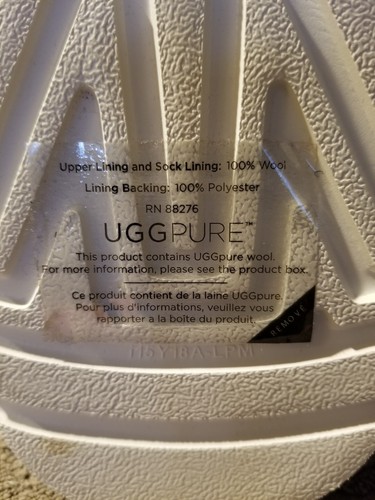 Upper Lining and Sock Lining: 100% Wool
Lining Backing: 100% Polyester
RN 88276
UGGPURE™
This product contains UGGpure wool.
For more information, please see the product box.
Ce produit contient de la laine UGGpure.
Pour plus d'informations, veuillez vous
rapporter a la boîte du produit.
REMOVE